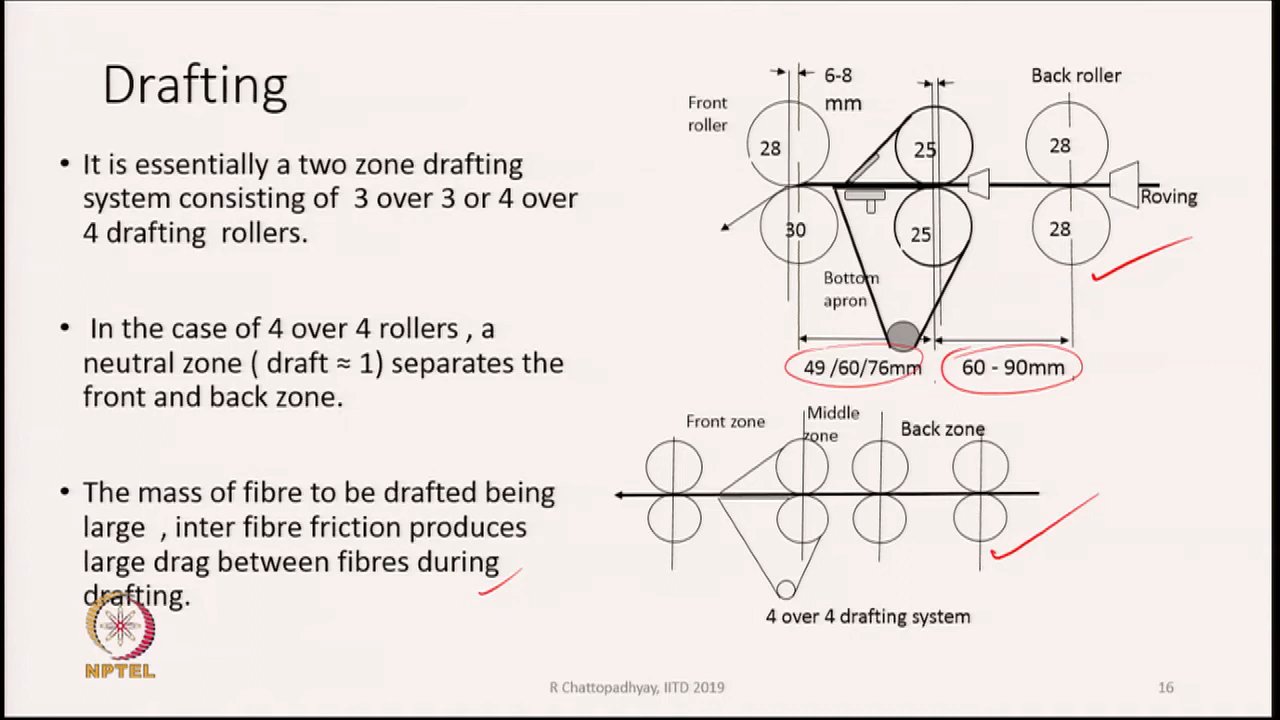 Drafting
• It is essentially a two zone drafting
system consisting of 3 over 3 or 4 over
4 drafting rollers.
• In the case of 4 over 4 rollers , a
neutral zone ( draft ≈ 1) separates the
front and back zone.
• The mass of fibre to be drafted being
large , inter fibre friction produces
large drag between fibres during
drafting.
6-8
mm
Back roller
Front
roller
28
25
28
Roving
30
25
28
Bottom
apron
49 /60/76mm
60 - 90mm
Front zone
Middle
zone
Back zone
4 over 4 drafting system
NPTEL
R Chattopadhyay, IITD 2019
16